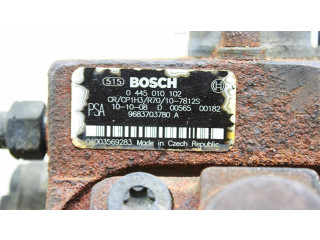 515 BOSCH
0 445 010 102
CR/CP1H3/R70/10-7812S
PSA
10-10-08 0 00565 00182
9683703780 A
04003569283 Made in Czech Republic